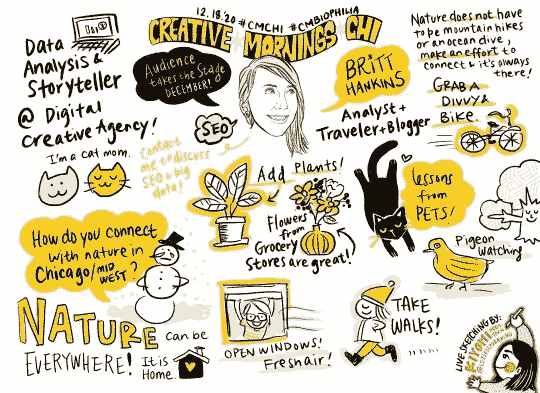 12.18.20 #CMCHI #CMBIOPHILIA
CREATIVE MORNINGS CHI
Data
Analysis &
Storyteller
@ Digital
Creative Agency!
I'm a cat mom.
Audience
takes the Stage
DECEMBER!
SEO
Contact
me to discuss
SEO & big
data!
BRITT
HANKINS
Analyst +
Traveler + Blogger
Nature does not have
to be mountain hikes
or an ocean dive,
make an effort to
connect & it's always
there!
GRAB A
DIVVY
BIKE.
Add Plants!
Flowers
from
Grocery
Stores are great!
lessons
from
PETS!
Pigeon
Watching
How do you connect
with nature in
Chicago/MID
WEST?
NATURE can be
EVERYWHERE! It is
Home.
OPEN WINDOWS!
Fresh air!
TAKE
WALKS!
LIVE SKETCHING BY: